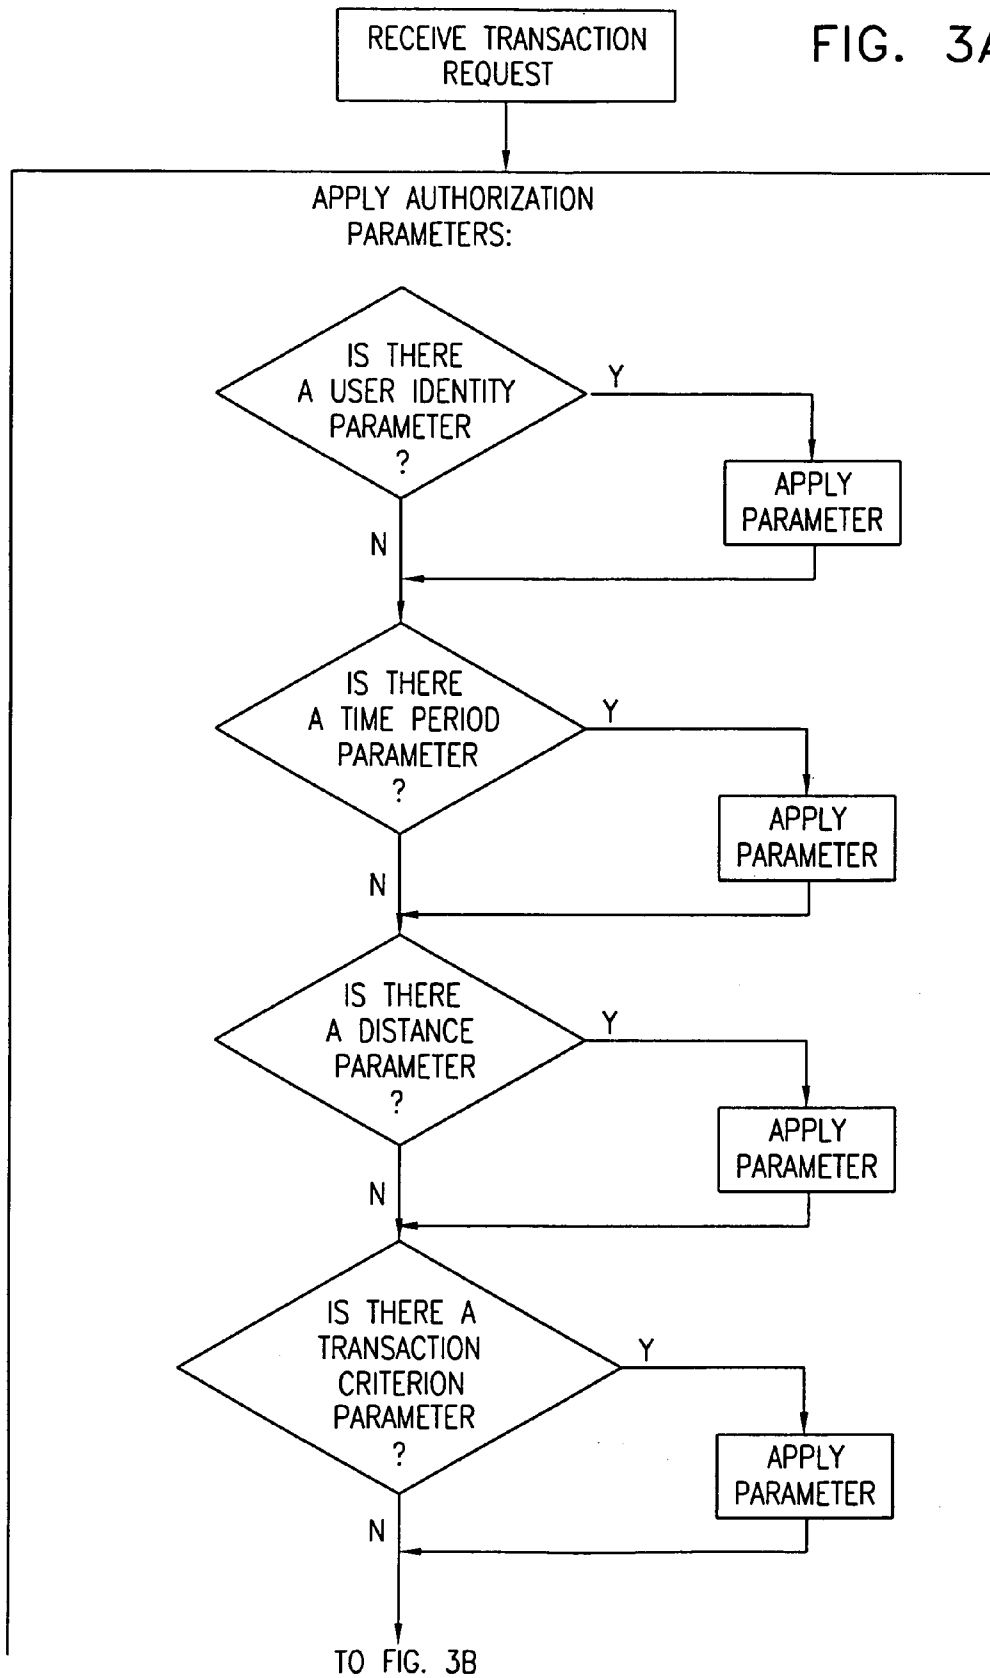 RECEIVE TRANSACTION
REQUEST
FIG. 3A
APPLY AUTHORIZATION
PARAMETERS:
IS THERE
A USER IDENTITY
PARAMETER
?
Y
APPLY
PARAMETER
N
IS THERE
A TIME PERIOD
PARAMETER
?
Y
APPLY
PARAMETER
N
IS THERE
A DISTANCE
PARAMETER
?
Y
APPLY
PARAMETER
N
IS THERE A
TRANSACTION
CRITERION
PARAMETER
?
Y
APPLY
PARAMETER
N
TO FIG. 3B